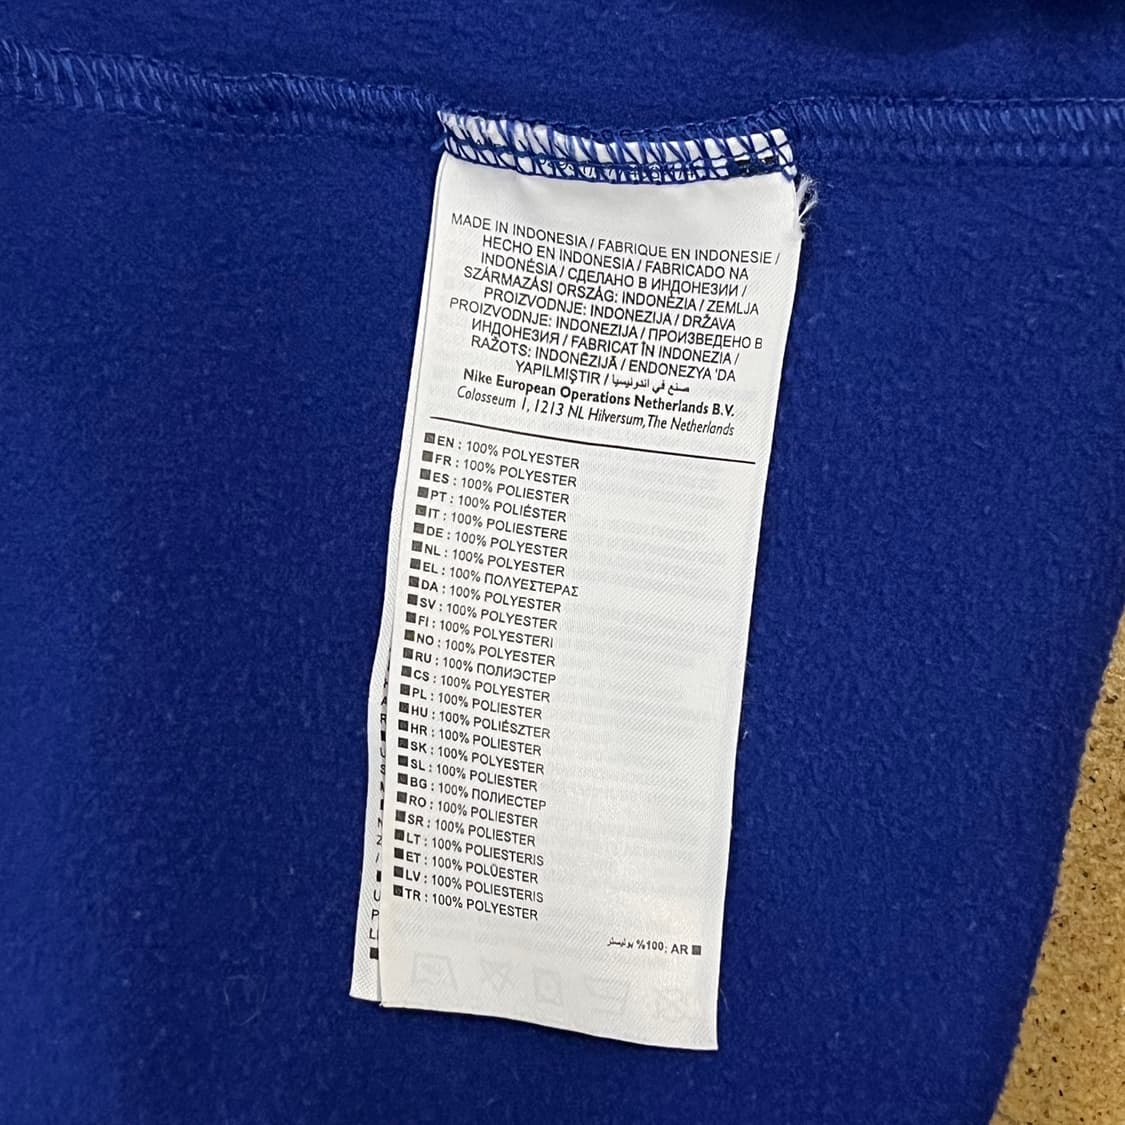 MADE IN INDONESIA / FABRIQUE EN INDONESIE /
HECHO EN INDONESIA / FABRICADO NA
INDONÉSIA / СДЕЛАНО В ИНДОНЕЗИИ /
SZÁRMAZÁSI ORSZÁG: INDONÉZIA / ZEMLJA
PROIZVODNJE: INDONEZIJA / DRŽAVA
PROIZVODNJE: INDONEZIJA / ПРОИЗВЕДЕНО В
ИНДОНЕЗИЯ / FABRICAT ÎN INDONEZIA /
RAŽOTS: INDONĒZIJĀ / ENDONEZYA 'DA
YAPILMIŞTIR / صنع في اندونيسيا
Nike European Operations Netherlands B.V.
Colosseum 1, 1213 NL Hilversum, The Netherlands
EN : 100% POLYESTER
FR : 100% POLYESTER
ES : 100% POLIESTER
PT : 100% POLIÉSTER
IT : 100% POLIESTERE
DE : 100% POLYESTER
NL : 100% POLYESTER
EL : 100% ΠΟΛΥΕΣΤΕΡΑΣ
DA : 100% POLYESTER
SV : 100% POLYESTER
FI : 100% POLYESTERI
NO : 100% POLYESTER
RU : 100% ПОЛИЭСТЕР
CS : 100% POLYESTER
PL : 100% POLIESTER
HU : 100% POLIÉSZTER
HR : 100% POLIESTER
SK : 100% POLYESTER
SL : 100% POLIESTER
BG : 100% ПОЛИЕСТЕР
RO : 100% POLIESTER
SR : 100% POLIESTER
LT : 100% POLIESTERIS
ET : 100% POLÜESTER
LV : 100% POLIESTERIS
TR : 100% POLYESTER
AR : 100% بوليستر